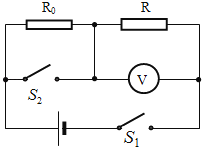 R₀ R
S₂ V
S₁